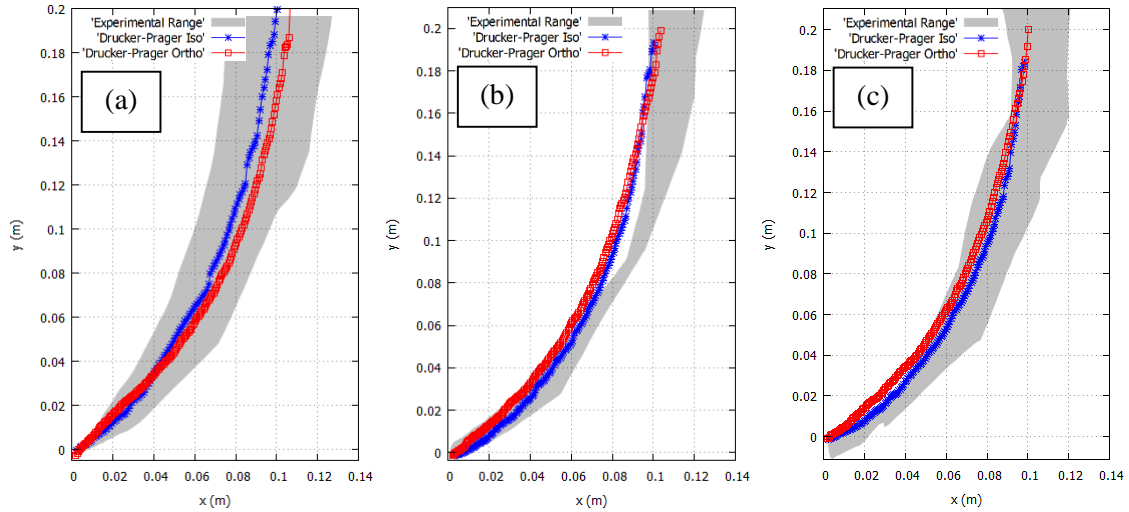 'Experimental Range'
'Drucker-Prager Iso'
'Drucker-Prager Ortho'
(a)
0.2
0.18
0.16
0.14
0.12
0.1
0.08
0.06
0.04
0.02
0
y (m)
0 0.02 0.04 0.06 0.08 0.1 0.12 0.14
x (m)
'Experimental Range'
'Drucker-Prager Iso'
'Drucker-Prager Ortho'
(b)
0.2
0.18
0.16
0.14
0.12
0.1
0.08
0.06
0.04
0.02
0
y (m)
0 0.02 0.04 0.06 0.08 0.1 0.12 0.14
x (m)
'Experimental Range'
'Drucker-Prager Iso'
'Drucker-Prager Ortho'
(c)
0.2
0.18
0.16
0.14
0.12
0.1
0.08
0.06
0.04
0.02
0
y (m)
0 0.02 0.04 0.06 0.08 0.1 0.12 0.14
x (m)